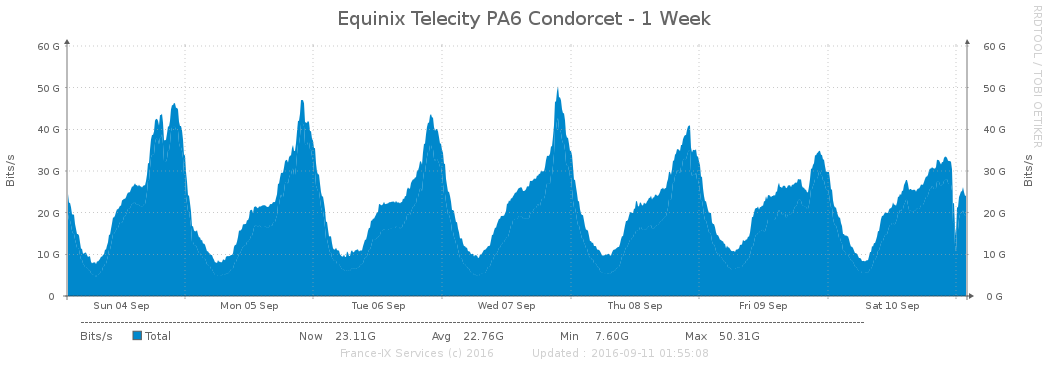 Equinix Telecity PA6 Condorcet - 1 Week
RRDTOOL / TOBI OETIKER
60 G 60 G
50 G 50 G
40 G 40 G
30 G 30 G
20 G 20 G
10 G 10 G
0 0 G
Bits/s
Bits/s
Sun 04 Sep Mon 05 Sep Tue 06 Sep Wed 07 Sep Thu 08 Sep Fri 09 Sep Sat 10 Sep
Bits/s Total Now 23.11G Avg 22.76G Min 7.60G Max 50.31G
France-IX Services (c) 2016 Updated : 2016-09-11 01:55:08